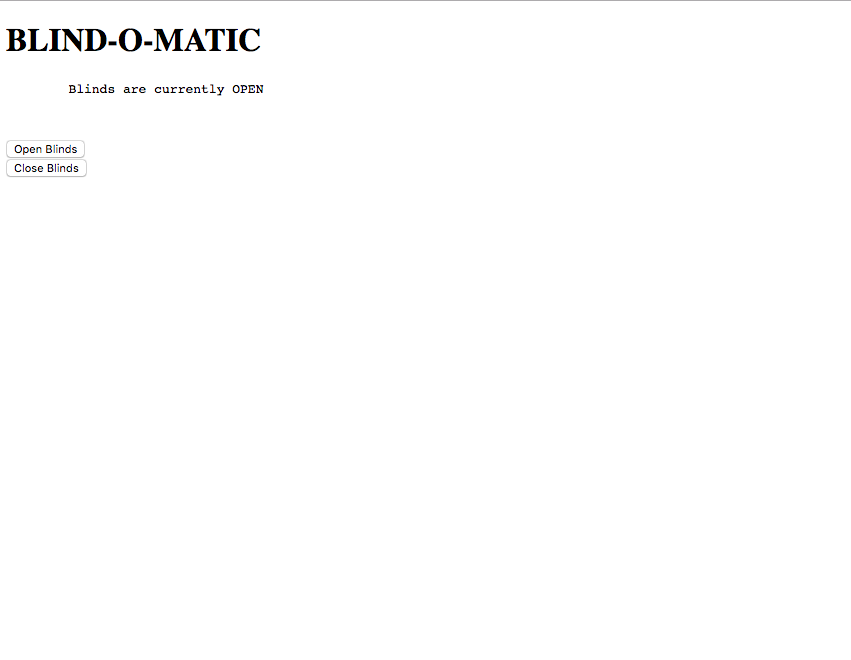 BLIND-O-MATIC
Blinds are currently OPEN
Open Blinds
Close Blinds